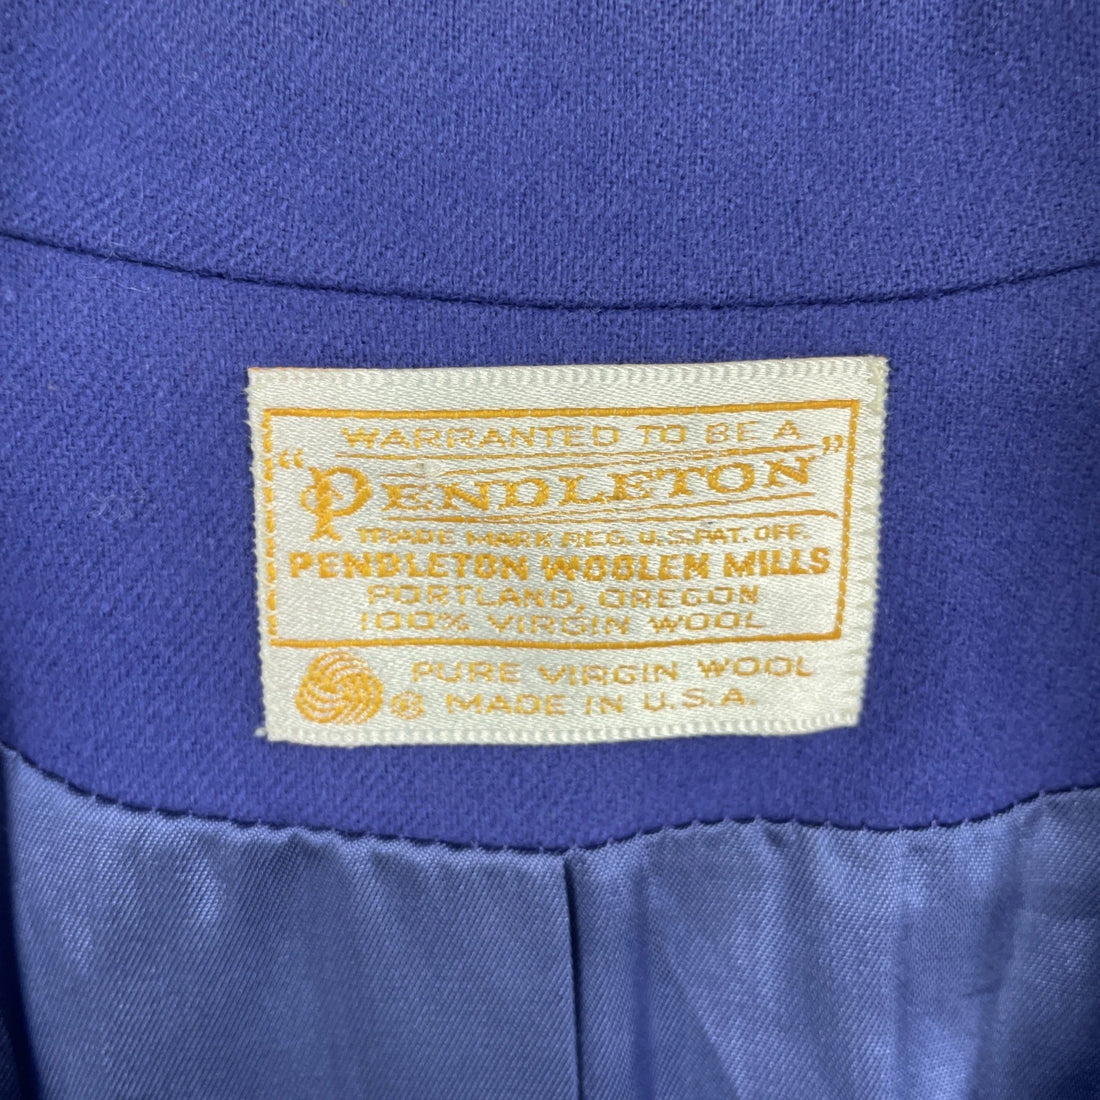 WARRANTED TO BE A
"PENDLETON"
TRADE MARK REG. U.S. PAT. OFF.
PENDLETON WOOLEN MILLS
PORTLAND, OREGON
100% VIRGIN WOOL
PURE VIRGIN WOOL
® MADE IN U.S.A.